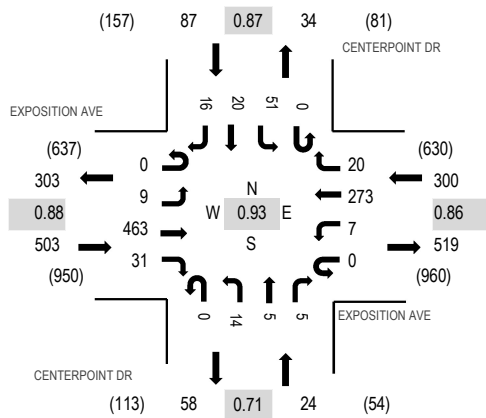 (157) 87 0.87 34 (81)
CENTERPOINT DR
16 20 51 0
EXPOSITION AVE
(637)
303
0.88
503
(950)
0
9
463
31
N
W 0.93 E
S
20
273
7
0
(630)
300
0.86
519
(960)
0 14 5 5
EXPOSITION AVE
CENTERPOINT DR
(113) 58 0.71 24 (54)